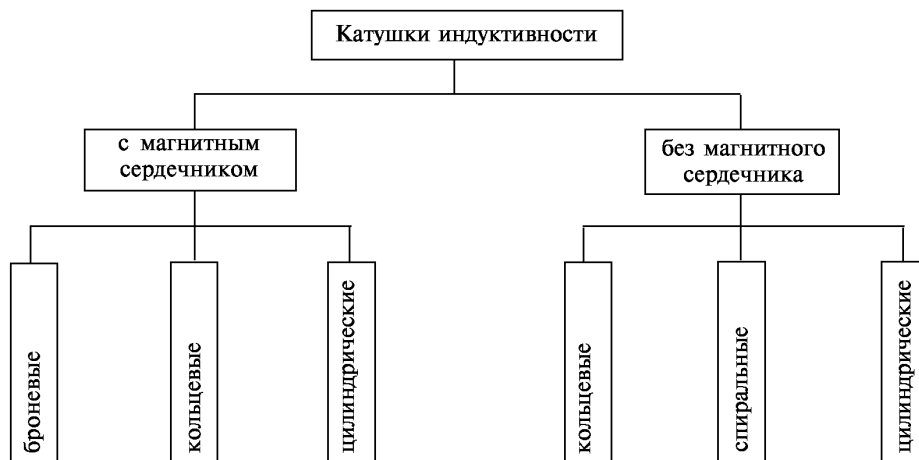 Катушки индуктивности
с магнитным
сердечником
без магнитного
сердечника
броневые
кольцевые
цилиндрические
кольцевые
спиральные
цилиндрические